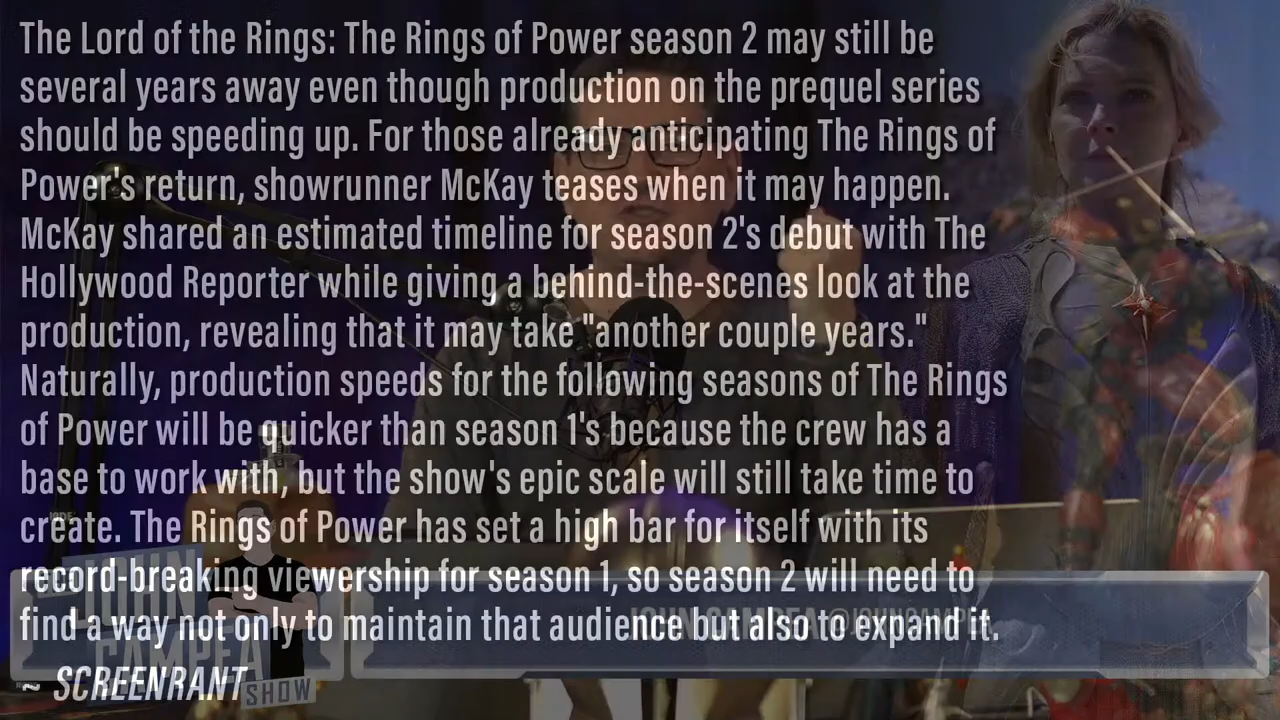 The Lord of the Rings: The Rings of Power season 2 may still be
several years away even though production on the prequel series
should be speeding up. For those already anticipating The Rings of
Power's return, showrunner McKay teases when it may happen.
McKay shared an estimated timeline for season 2's debut with The
Hollywood Reporter while giving a behind-the-scenes look at the
production, revealing that it may take "another couple years."
Naturally, production speeds for the following seasons of The Rings
of Power will be quicker than season 1's because the crew has a
base to work with, but the show's epic scale will still take time to
create. The Rings of Power has set a high bar for itself with its
record-breaking viewership for season 1, so season 2 will need to
find a way not only to maintain that audience but also to expand it.
~ SCREENRANT
JOHN
CAMPEA
SHOW
JOHN CAMPEA @JOHNCAMPEA